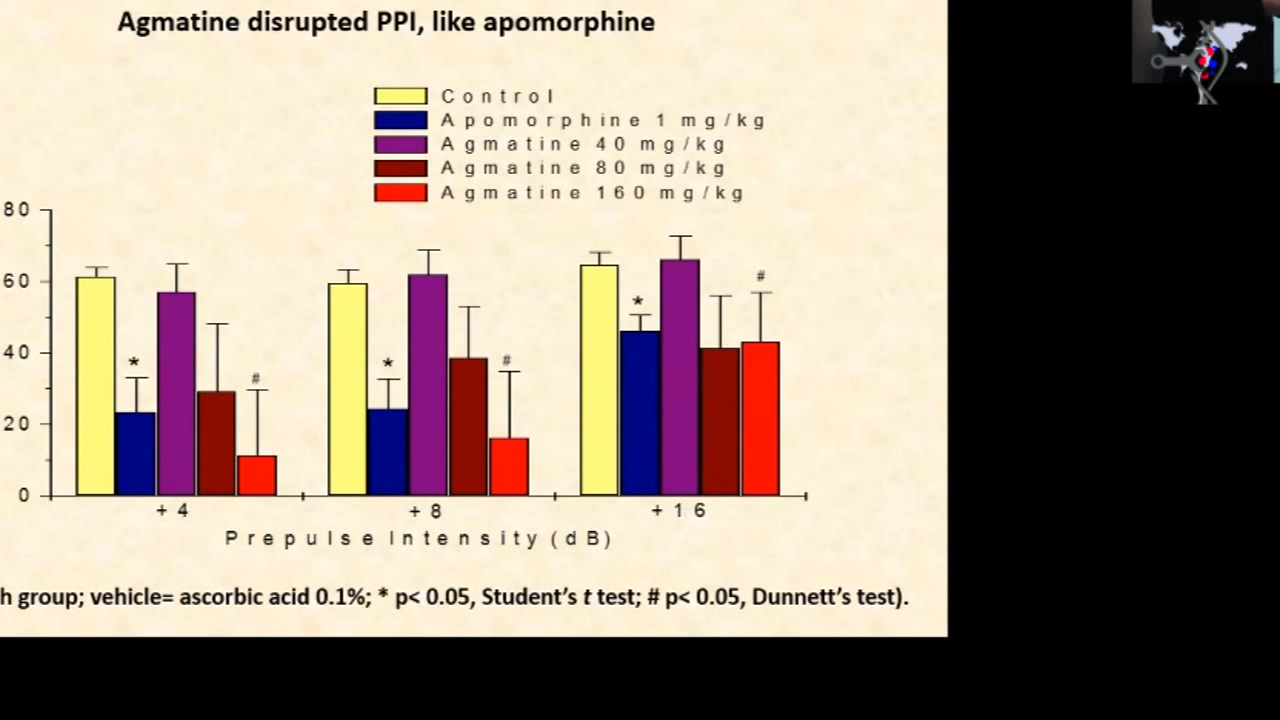 Agmatine disrupted PPI, like apomorphine
Control
Apomorphine 1 mg/kg
Agmatine 40 mg/kg
Agmatine 80 mg/kg
Agmatine 160 mg/kg
80
60
40
20
0
*
#
*
#
*
#
+4
+8
+16
Prepulse Intensity (dB)
h group; vehicle= ascorbic acid 0.1%; * p< 0.05, Student’s t test; # p< 0.05, Dunnett’s test).